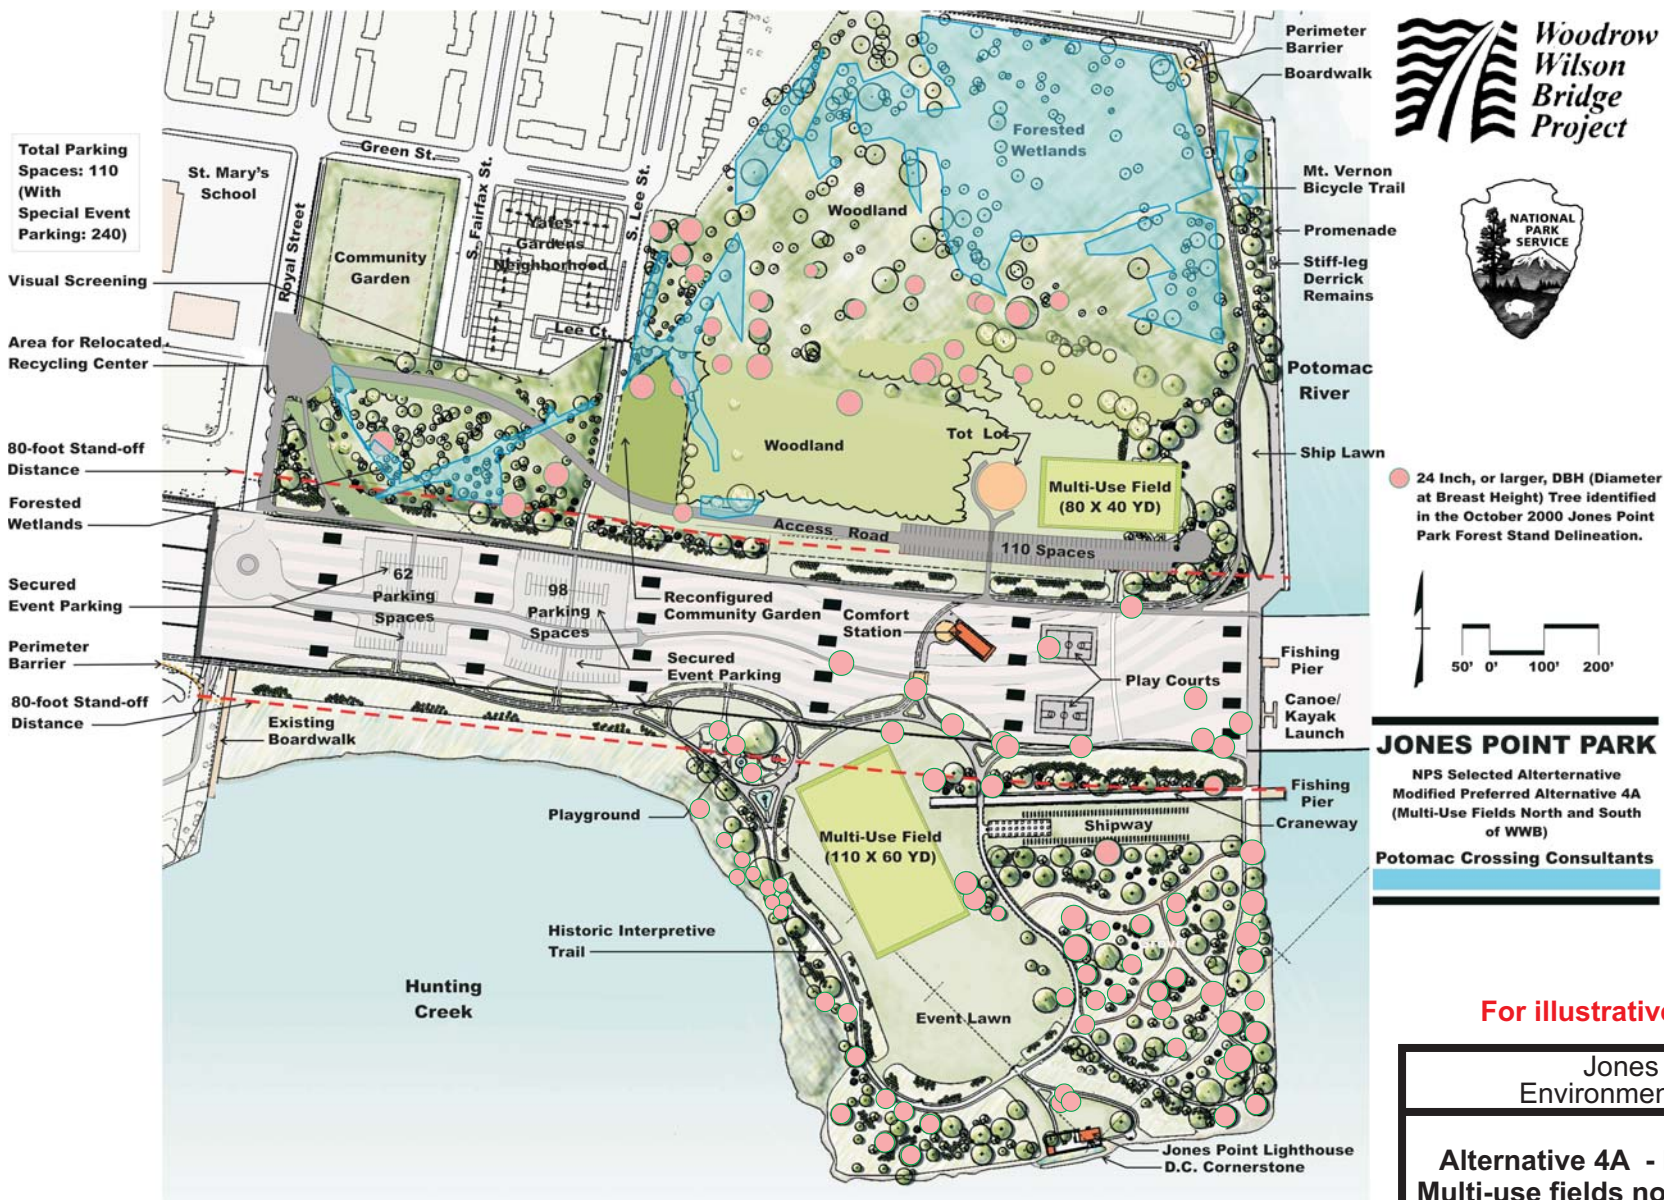 Total Parking
Spaces: 110
(With
Special Event
Parking: 240)
Visual Screening
Area for Relocated
Recycling Center
80-foot Stand-off
Distance
Forested
Wetlands
Secured
Event Parking
Perimeter
Barrier
80-foot Stand-off
Distance
St. Mary's
School
Royal Street
Green St.
S. Fairfax St.
S. Lee St.
Community
Garden
Yates
Gardens
Neighborhood
Lee Ct.
Woodland
Forested
Wetlands
Woodland
Tot Lot
Multi-Use Field
(80 X 40 YD)
Access Road
110 Spaces
62
Parking
Spaces
98
Parking
Spaces
Reconfigured
Community Garden
Comfort
Station
Secured
Event Parking
Play Courts
Existing
Boardwalk
Playground
Multi-Use Field
(110 X 60 YD)
Shipway
Historic Interpretive
Trail
Hunting
Creek
Event Lawn
Jones Point Lighthouse
D.C. Cornerstone
Perimeter
Barrier
Boardwalk
Mt. Vernon
Bicycle Trail
Promenade
Stiff-leg
Derrick
Remains
Potomac
River
Ship Lawn
Fishing
Pier
Canoe/
Kayak
Launch
Fishing
Pier
Craneway
Woodrow
Wilson
Bridge
Project
NATIONAL
PARK
SERVICE
24 Inch, or larger, DBH (Diameter
at Breast Height) Tree identified
in the October 2000 Jones Point
Park Forest Stand Delineation.
50' 0' 100' 200'
JONES POINT PARK
NPS Selected Alterternative
Modified Preferred Alternative 4A
(Multi-Use Fields North and South
of WWB)
Potomac Crossing Consultants
For illustrativ
Jones
Environmen
Alternative 4A -
Multi-use fields no